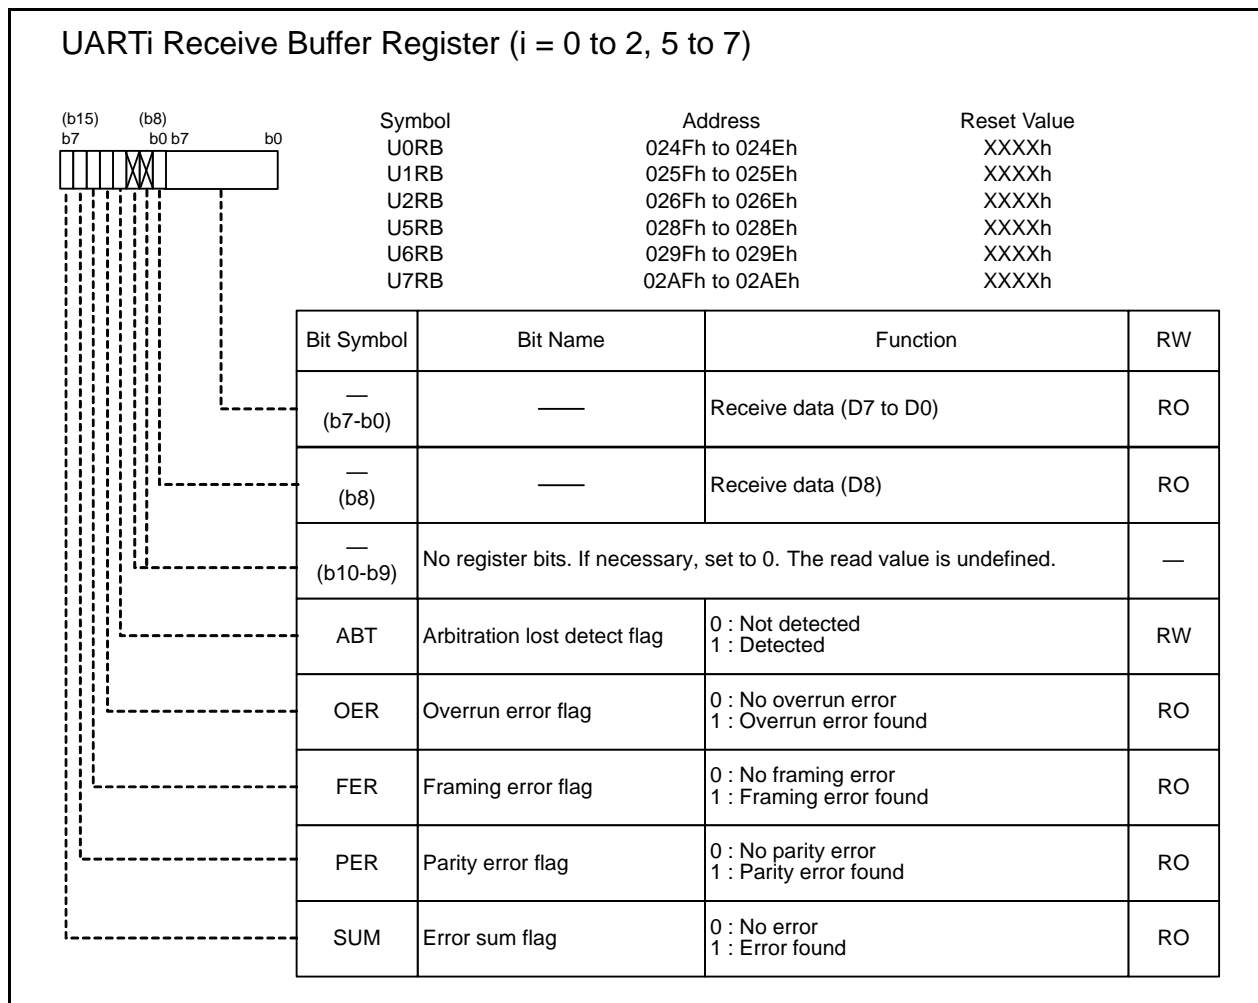 UARTi Receive Buffer Register (i = 0 to 2, 5 to 7)
(b15) (b8)
b7 b0 b7 b0
Symbol Address Reset Value
U0RB 024Fh to 024Eh XXXXh
U1RB 025Fh to 025Eh XXXXh
U2RB 026Fh to 026Eh XXXXh
U5RB 028Fh to 028Eh XXXXh
U6RB 029Fh to 029Eh XXXXh
U7RB 02AFh to 02AEh XXXXh
Bit Symbol Bit Name Function RW
—
(b7-b0) —— Receive data (D7 to D0) RO
—
(b8) —— Receive data (D8) RO
—
(b10-b9) No register bits. If necessary, set to 0. The read value is undefined. —
ABT Arbitration lost detect flag 0 : Not detected
1 : Detected RW
OER Overrun error flag 0 : No overrun error
1 : Overrun error found RO
FER Framing error flag 0 : No framing error
1 : Framing error found RO
PER Parity error flag 0 : No parity error
1 : Parity error found RO
SUM Error sum flag 0 : No error
1 : Error found RO